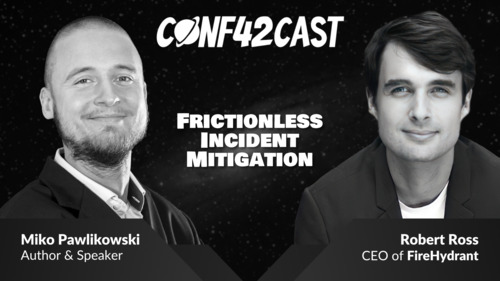 CONF42CAST
FRICTIONLESS
INCIDENT
MITIGATION
Miko Pawlikowski
Author & Speaker
Robert Ross
CEO of FireHydrant